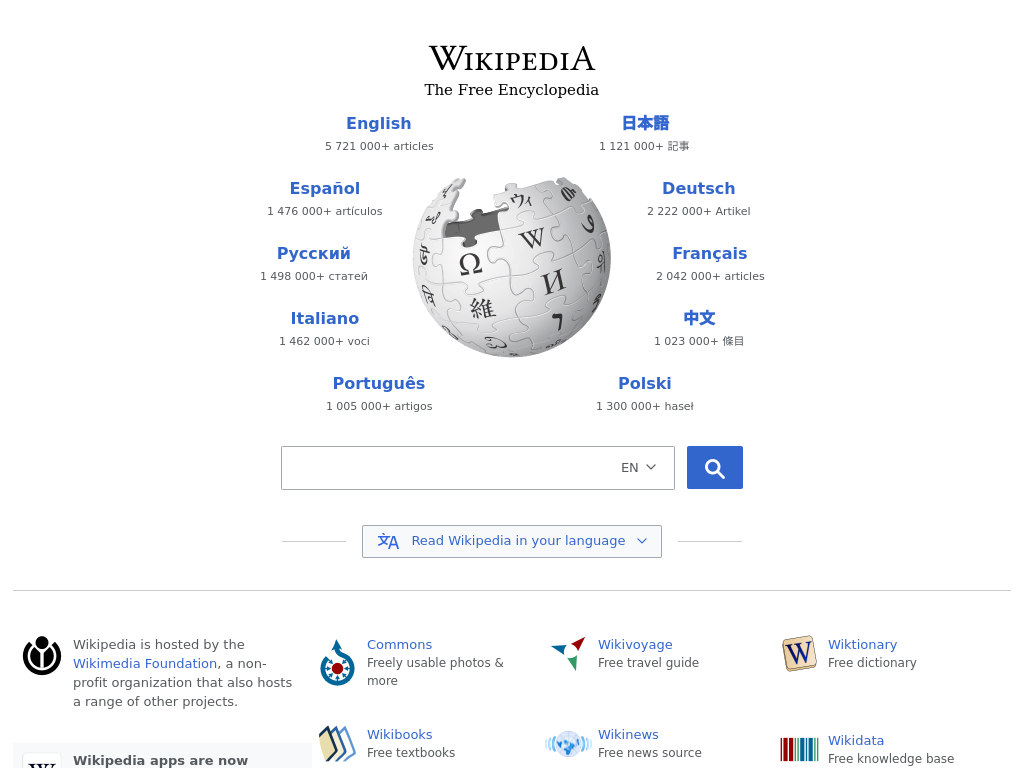 WIKIPEDIA
The Free Encyclopedia
English
5 721 000+ articles
日本語
1 121 000+ 記事
Español
1 476 000+ artículos
Deutsch
2 222 000+ Artikel
Русский
1 498 000+ статей
Français
2 042 000+ articles
Italiano
1 462 000+ voci
中文
1 023 000+ 條目
Português
1 005 000+ artigos
Polski
1 300 000+ haseł
Ω
W
И
維
ウィ
EN
文A Read Wikipedia in your language
Wikipedia is hosted by the
Wikimedia Foundation, a non-
profit organization that also hosts
a range of other projects.
Wikipedia apps are now
W
Commons
Freely usable photos &
more
Wikivoyage
Free travel guide
W
Wiktionary
Free dictionary
Wikibooks
Free textbooks
Wikinews
Free news source
Wikidata
Free knowledge base